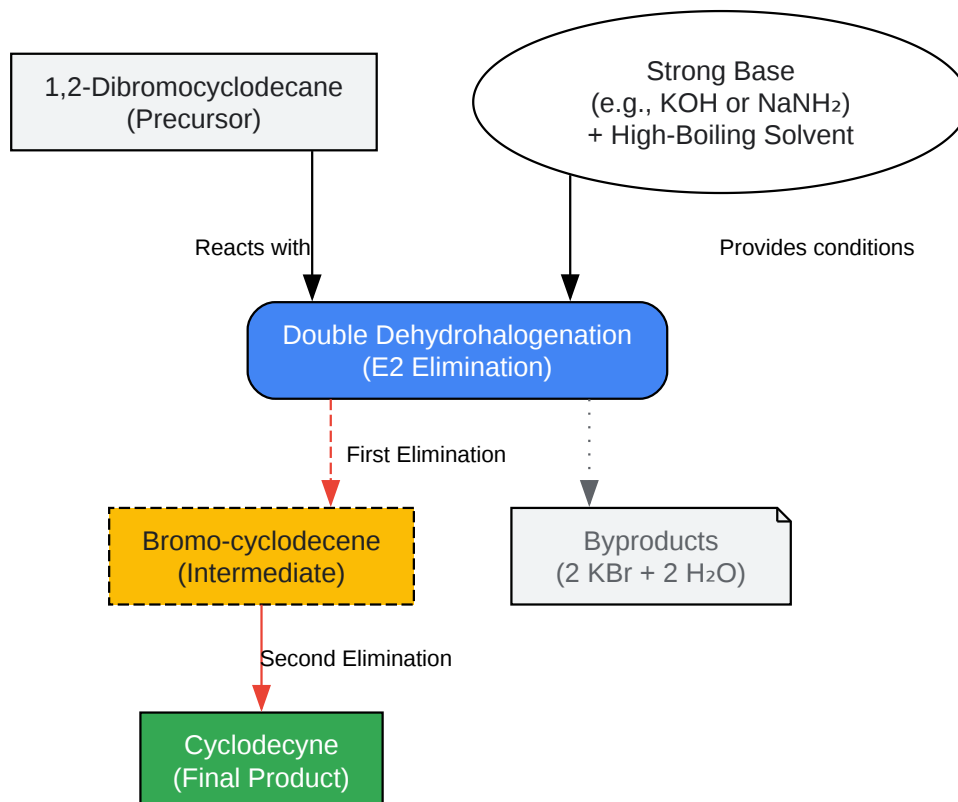 1,2-Dibromocyclodecane
(Precursor)
Strong Base
(e.g., KOH or NaNH₂)
+ High-Boiling Solvent
Reacts with
Provides conditions
Double Dehydrohalogenation
(E2 Elimination)
First Elimination
Bromo-cyclodecene
(Intermediate)
Byproducts
(2 KBr + 2 H₂O)
Second Elimination
Cyclodecyne
(Final Product)